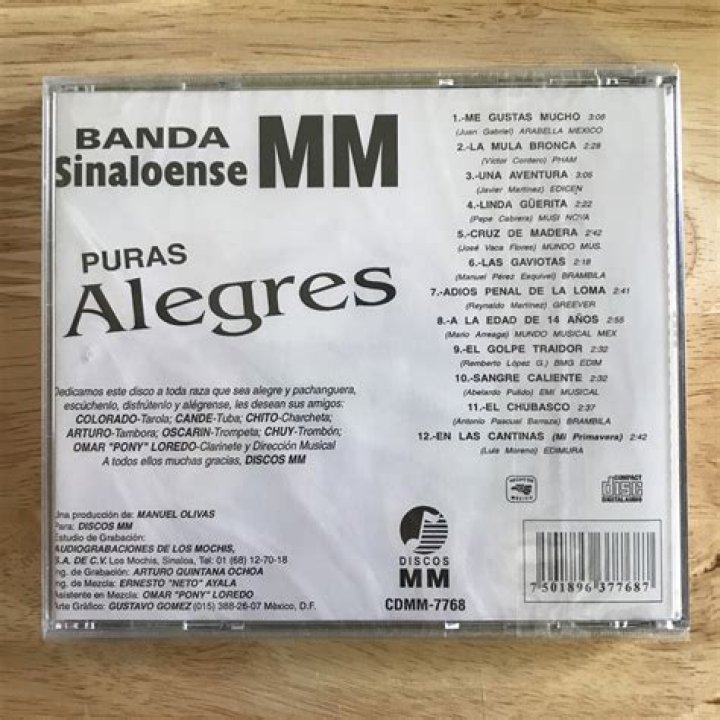 BANDA
Sinaloense MM
PURAS
Alegres
Dedicamos este disco a toda raza que sea alegre y pachanguera,
escúchenlo, disfrútenlo y alégrense, les desean sus amigos:
COLORADO-Tarola; CANDE-Tuba; CHITO-Charcheta;
ARTURO-Tambora; OSCARIN-Trompeta; CHUY-Trombón;
OMAR "PONY" LOREDO-Clarinete y Dirección Musical
A todos ellos muchas gracias, DISCOS MM
Una producción de: MANUEL OLIVAS
Para: DISCOS MM
Estudio de Grabación:
AUDIOGRABACIONES DE LOS MOCHIS,
S.A. DE C.V. Los Mochis, Sinaloa, Tel: 01 (68) 12-70-18
Ing. de Grabación: ARTURO QUINTANA OCHOA
Ing. de Mezcla: ERNESTO "NETO" AYALA
Asistente en Mezcla: OMAR "PONY" LOREDO
Arte Gráfico: GUSTAVO GOMEZ (015) 388-26-07 México, D.F.
1.-ME GUSTAS MUCHO 3:08
(Juan Gabriel) ARABELLA MEXICO
2.-LA MULA BRONCA 2:28
(Víctor Cordero) PHAM
3.-UNA AVENTURA 3:05
(Javier Martínez) EDICEN
4.-LINDA GÜERITA 2:22
(Pepe Cabrera) MUSI NOVA
5.-CRUZ DE MADERA 2:42
(José Vaca Flores) MUNDO MUS.
6.-LAS GAVIOTAS 2:18
(Manuel Pérez Esquivel) BRAMBILA
7.-ADIOS PENAL DE LA LOMA 2:41
(Reynaldo Martínez) GREEVER
8.-A LA EDAD DE 14 AÑOS 2:55
(Mario Arreaga) MUNDO MUSICAL MEX
9.-EL GOLPE TRAIDOR 2:32
(Remberto López G.) BMG EDIM
10.-SANGRE CALIENTE 2:32
(Abelardo Pulido) EMI MUSICAL
11.-EL CHUBASCO 2:37
(Antonio Pascual Barraza) BRAMBILA
12.-EN LAS CANTINAS (Mi Primavera) 2:42
(Luis Moreno) EDIMURA
HECHO EN
MEXICO
COMPACT
disc
DIGITAL AUDIO
DISCOS
MM
CDMM-7768
7 501896 377687